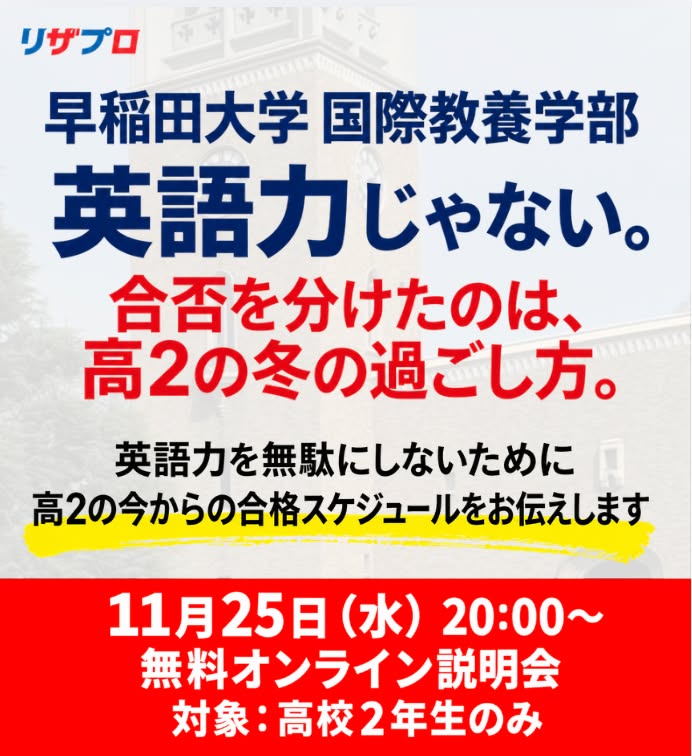 リザプロ
早稲田大学 国際教養学部
英語力じゃない。
合否を分けたのは、
高2の冬の過ごし方。
英語力を無駄にしないために
高2の今からの合格スケジュールをお伝えします
11月25日（水） 20:00～
無料オンライン説明会
対象：高校２年生のみ